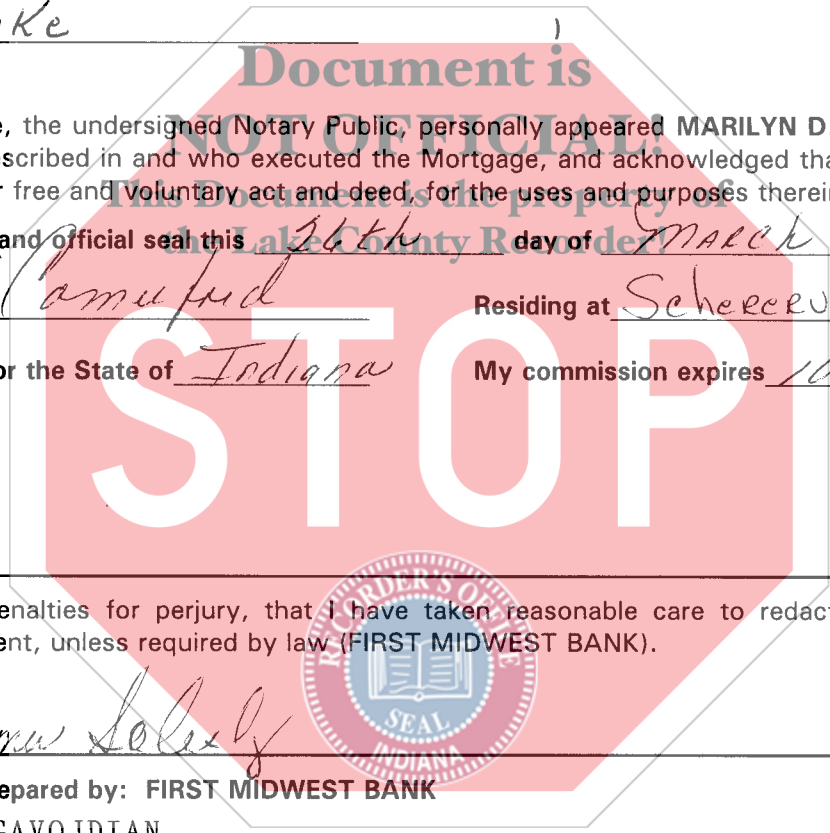 ke
)
Document is
e, the undersigned Notary Public, personally appeared MARILYN D
NOT OFFICIAL!
scribed in and who executed the Mortgage, and acknowledged tha
r free and voluntary act and deed, for the uses and purposes therein
This Document is the property of
and official seal this 26th day of MARCH
the Lake County Recorder!
Residing at Schererv
or the State of Indiana My commission expires 10
STOP
enalties for perjury, that I have taken reasonable care to redact
ent, unless required by law (FIRST MIDWEST BANK).
RECORDER'S OFFICE
SEAL
INDIANA
epared by: FIRST MIDWEST BANK
SAVOJDIAN